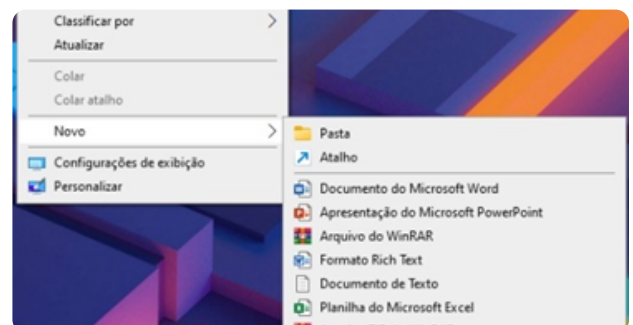 Classificar por
Atualizar
Colar
Colar atalho
Novo
Configurações de exibição
Personalizar
Pasta
Atalho
Documento do Microsoft Word
Apresentação do Microsoft PowerPoint
Arquivo do WinRAR
Formato Rich Text
Documento de Texto
Planilha do Microsoft Excel